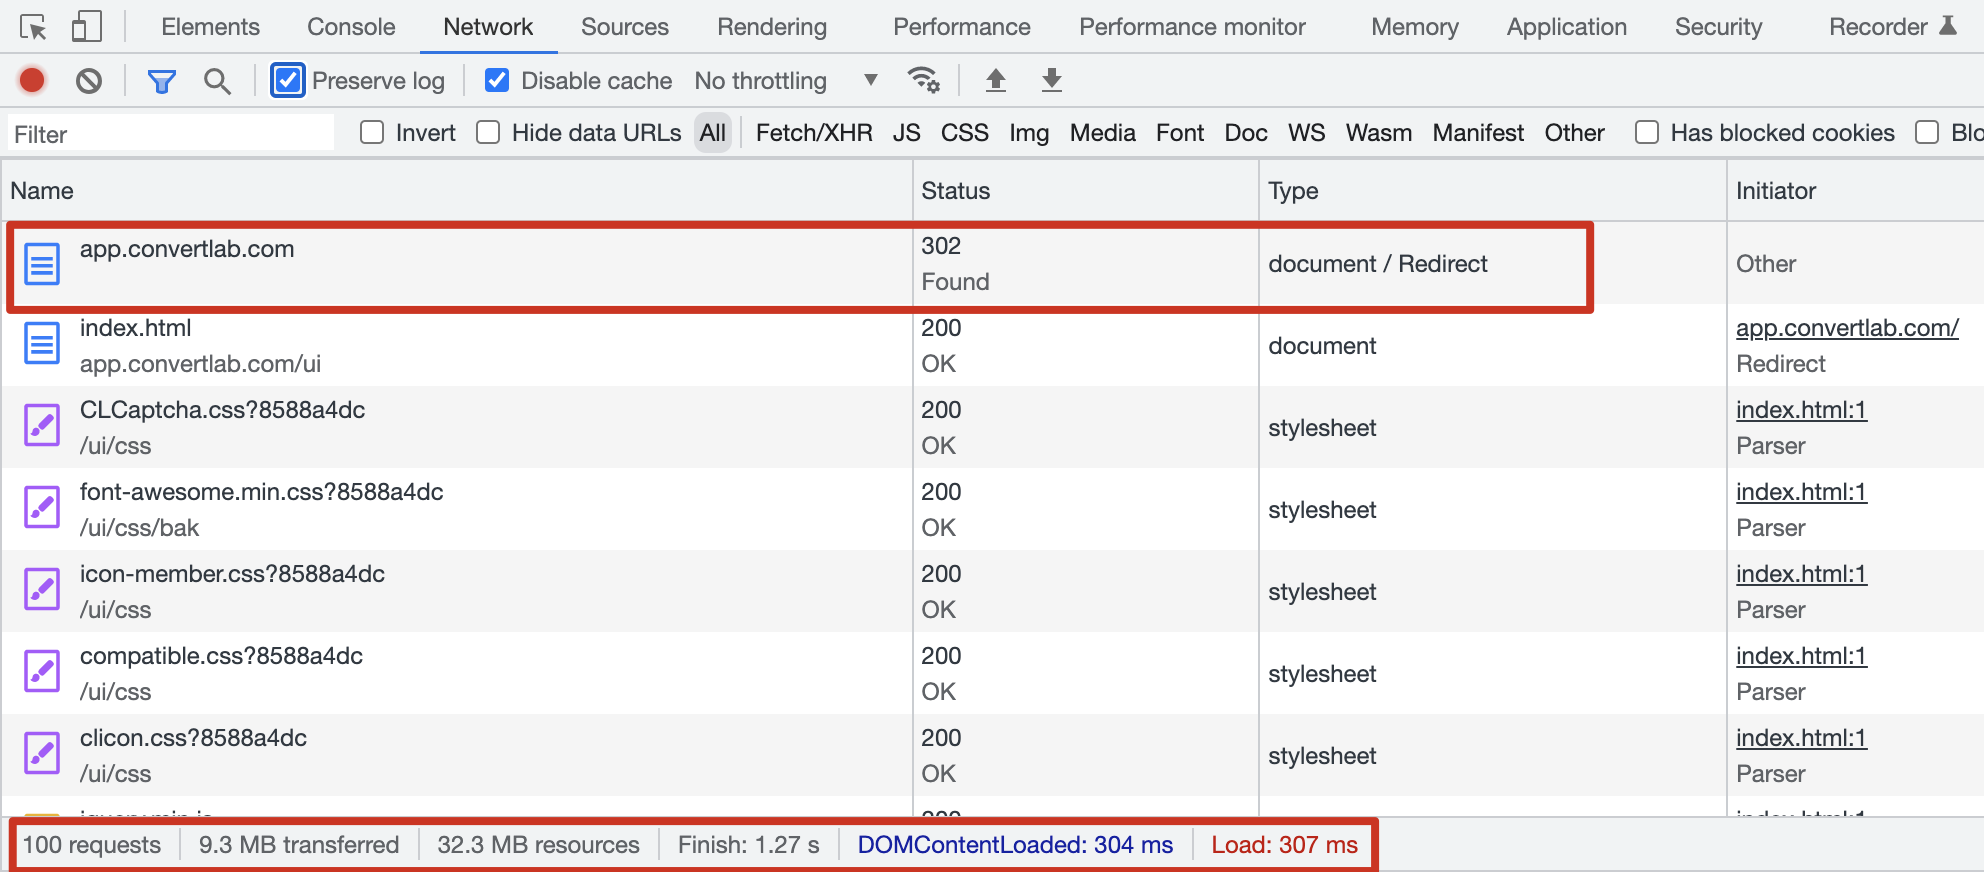 Elements Console Network Sources Rendering Performance Performance monitor Memory Application Security Recorder
Preserve log Disable cache No throttling
Filter Invert Hide data URLs All Fetch/XHR JS CSS Img Media Font Doc WS Wasm Manifest Other Has blocked cookies Blo
Name Status Type Initiator
app.convertlab.com 302 Found document / Redirect Other
index.html 200 document app.convertlab.com/
app.convertlab.com/ui OK Redirect
CLCaptcha.css?8588a4dc 200 stylesheet index.html:1
/ui/css OK Parser
font-awesome.min.css?8588a4dc 200 stylesheet index.html:1
/ui/css/bak OK Parser
icon-member.css?8588a4dc 200 stylesheet index.html:1
/ui/css OK Parser
compatible.css?8588a4dc 200 stylesheet index.html:1
/ui/css OK Parser
clicon.css?8588a4dc 200 stylesheet index.html:1
/ui/css OK Parser
100 requests 9.3 MB transferred 32.3 MB resources Finish: 1.27 s DOMContentLoaded: 304 ms Load: 307 ms